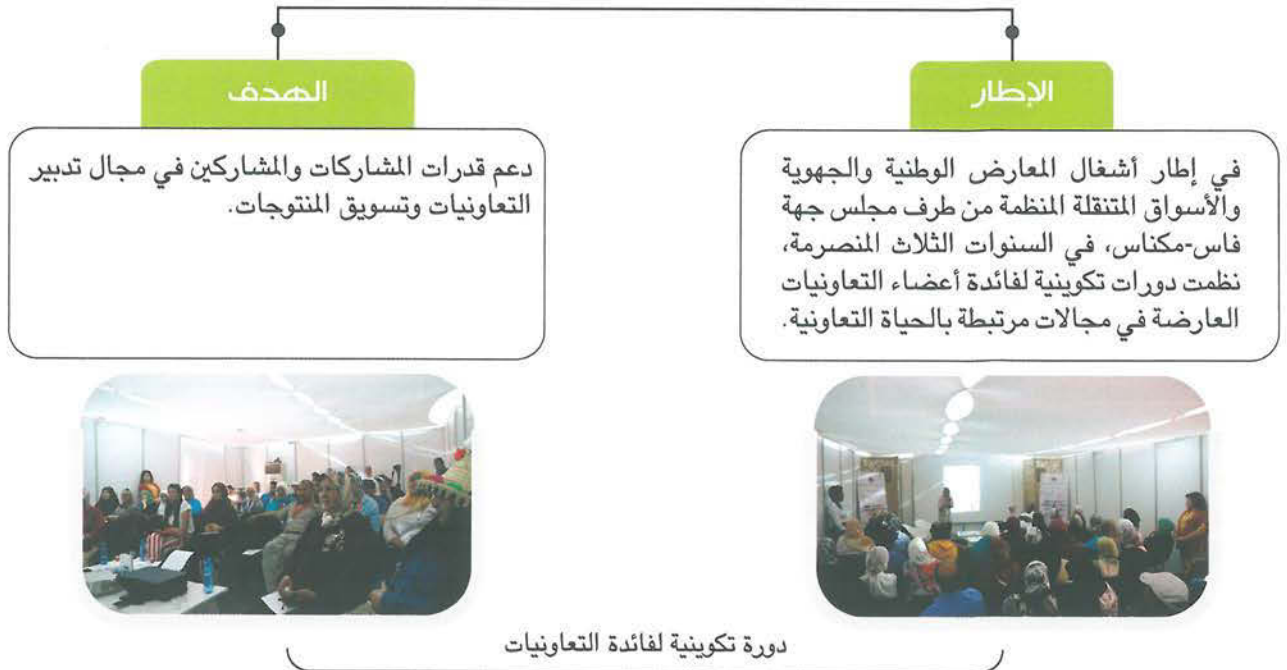 الإطار
في إطار أشغال المعارض الوطنية والجهوية
والأسواق المتنقلة المنظمة من طرف مجلس جهة
فاس-مكناس، في السنوات الثلاث المنصرمة،
نظمت دورات تكوينية لفائدة أعضاء التعاونيات
العارضة في مجالات مرتبطة بالحياة التعاونية.
الهدف
دعم قدرات المشاركات والمشاركين في مجال تدبير
التعاونيات وتسويق المنتوجات.
دورة تكوينية لفائدة التعاونيات